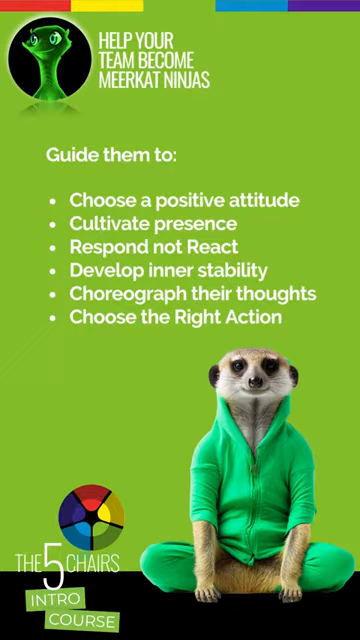 HELP YOUR
TEAM BECOME
MEERKAT NINJAS
Guide them to:
• Choose a positive attitude
• Cultivate presence
• Respond not React
• Develop inner stability
• Choreograph their thoughts
• Choose the Right Action
THE 5 CHAIRS
INTRO
COURSE